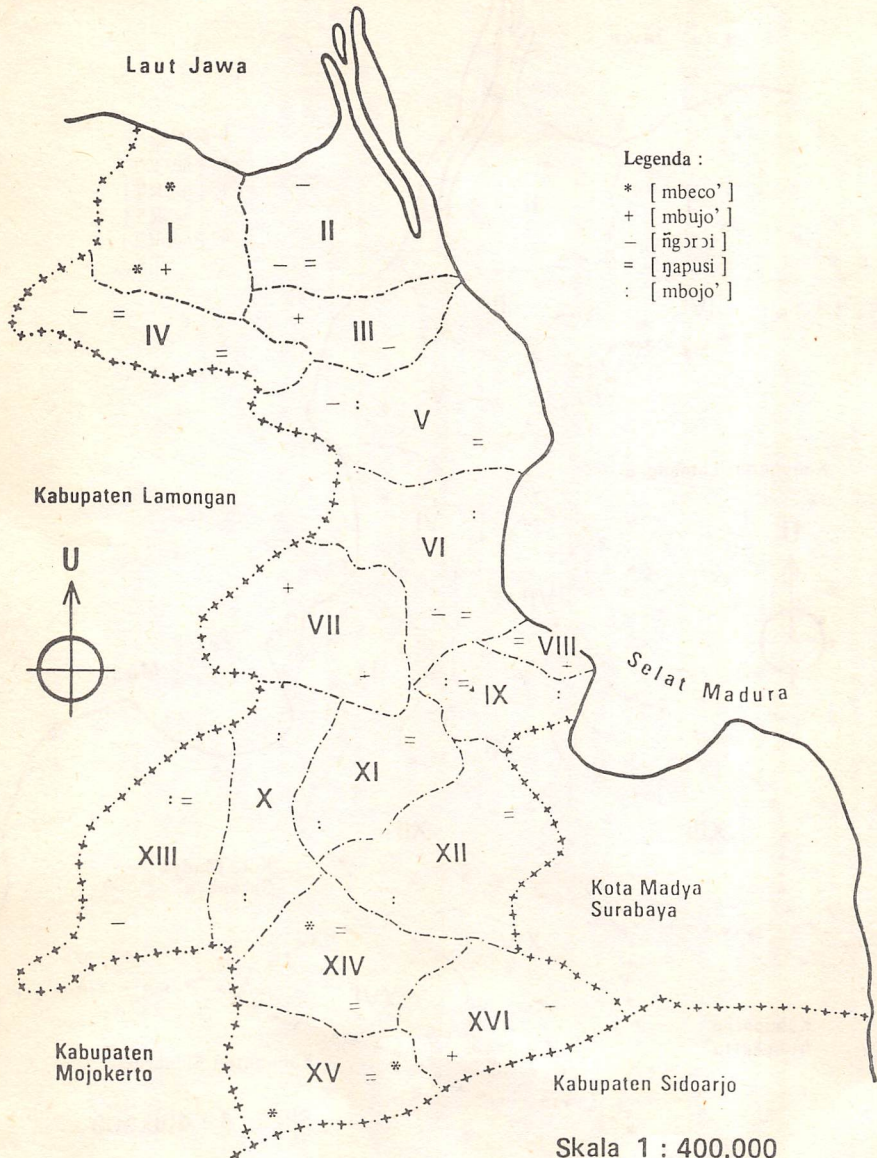 Laut Jawa
Legenda :
* [ mbeco' ]
+ [ mbujo' ]
– [ n̈gɔrɔi ]
= [ ŋapusi ]
: [ mbojo' ]
*
–
I
II
* +
– =
– =
+
III
IV
=
–
– :
V
=
Kabupaten Lamongan
:
VI
U
+
VII
– =
= VIII
+
+
Selat Madura
: =
IX
:
:
=
XI
X
: =
=
:
XIII
XII
Kota Madya
Surabaya
:
:
–
* =
XIV
=
–
XVI
Kabupaten
Mojokerto
+
XV = *
*
Kabupaten Sidoarjo
Skala 1 : 400.000